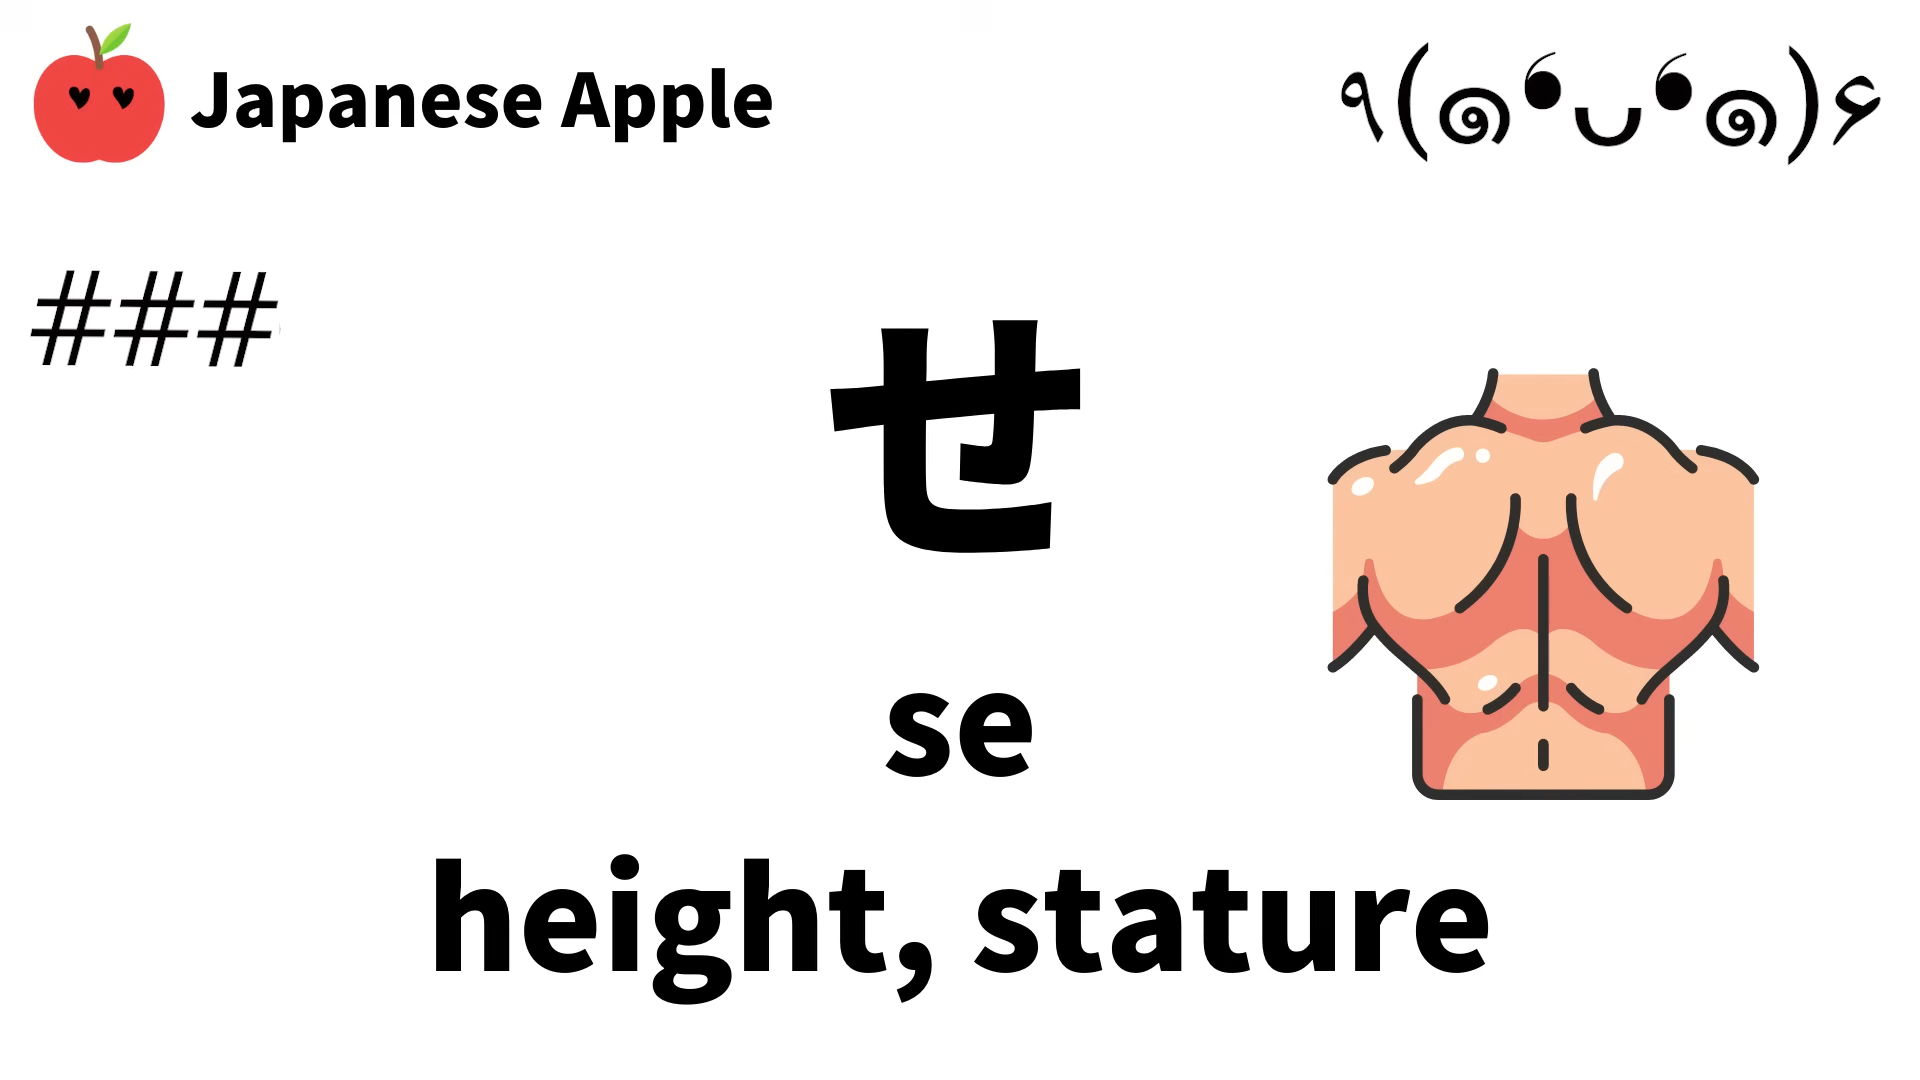 Japanese Apple
٩(๑❛ᴗ❛๑)۶
###
せ
se
height, stature